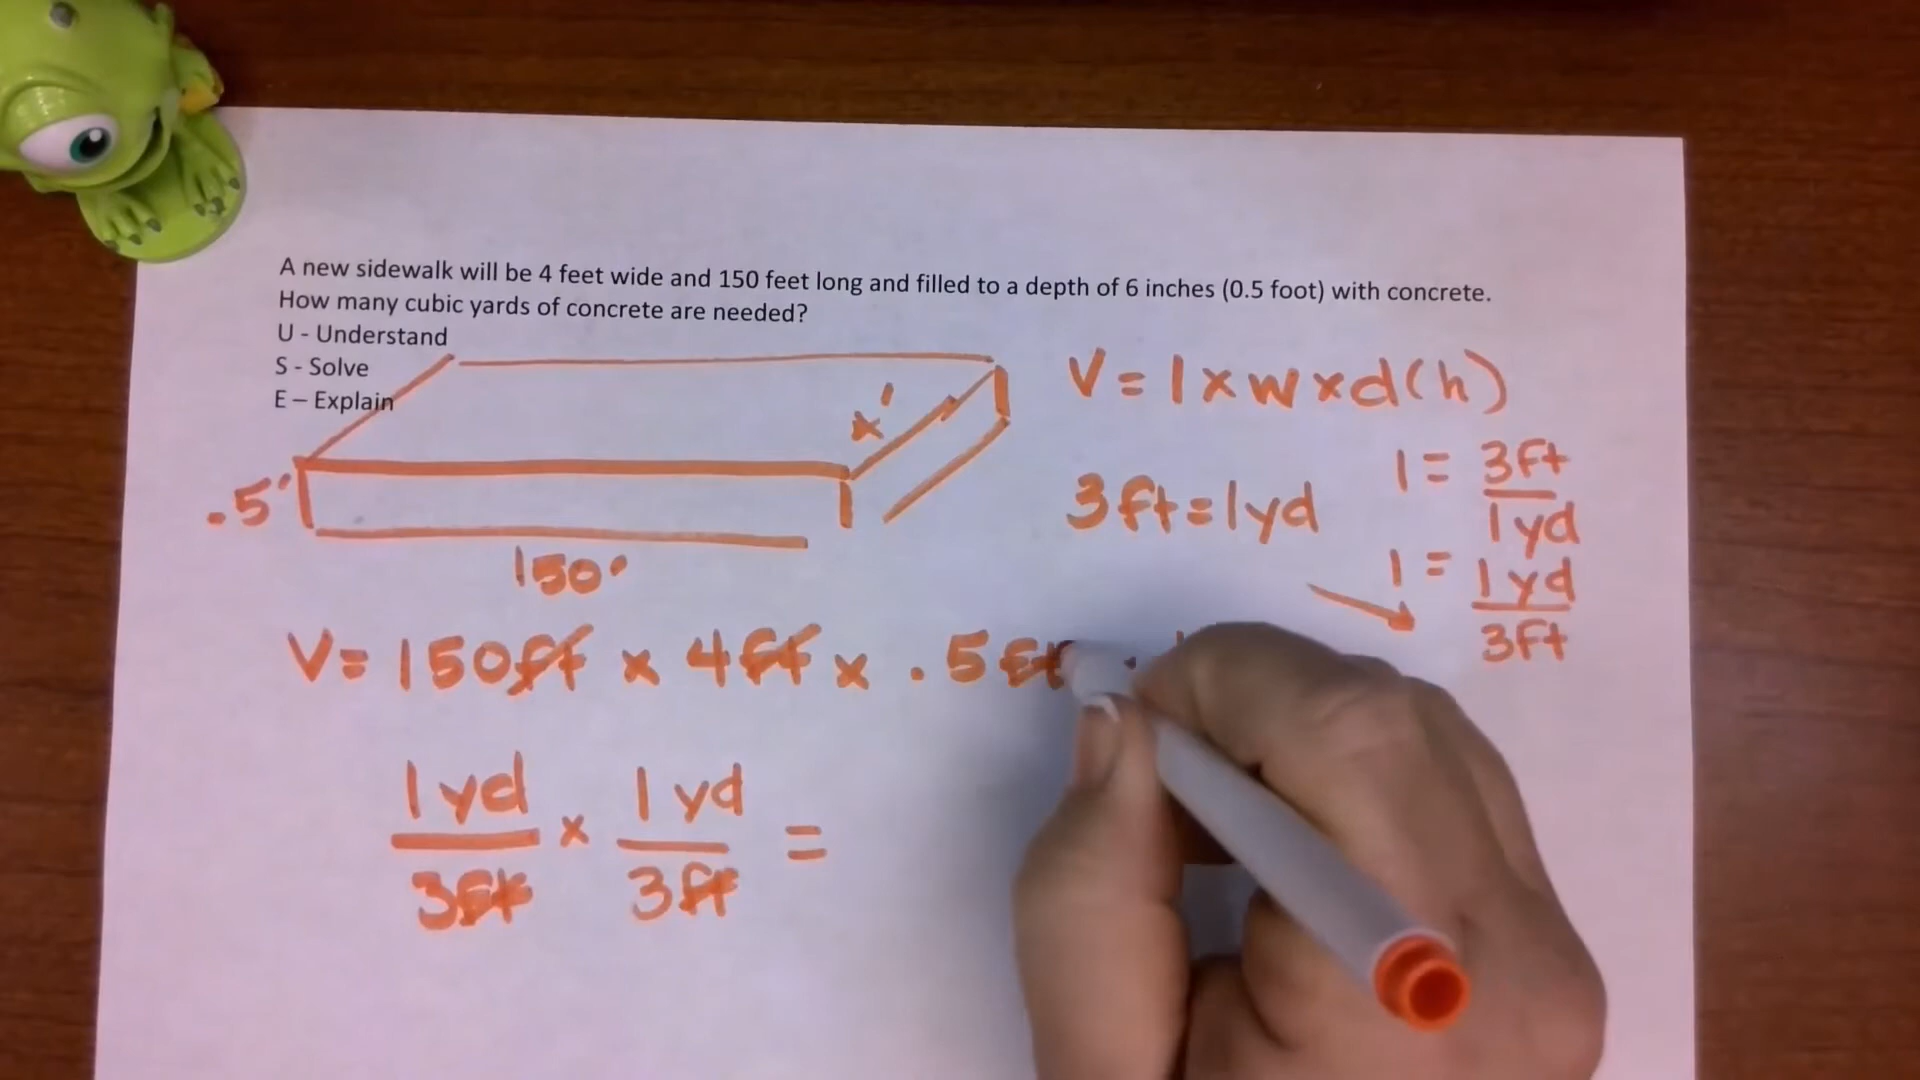 A new sidewalk will be 4 feet wide and 150 feet long and filled to a depth of 6 inches (0.5 foot) with concrete.
How many cubic yards of concrete are needed?
U - Understand
S - Solve
E – Explain
V = l x w x d(h)
.5'
150'
3ft = 1yd
1 = 3ft
1yd
1 = 1yd
3ft
V = 150ft x 4ft x .5ft ·
1yd x 1yd =
3ft 3ft